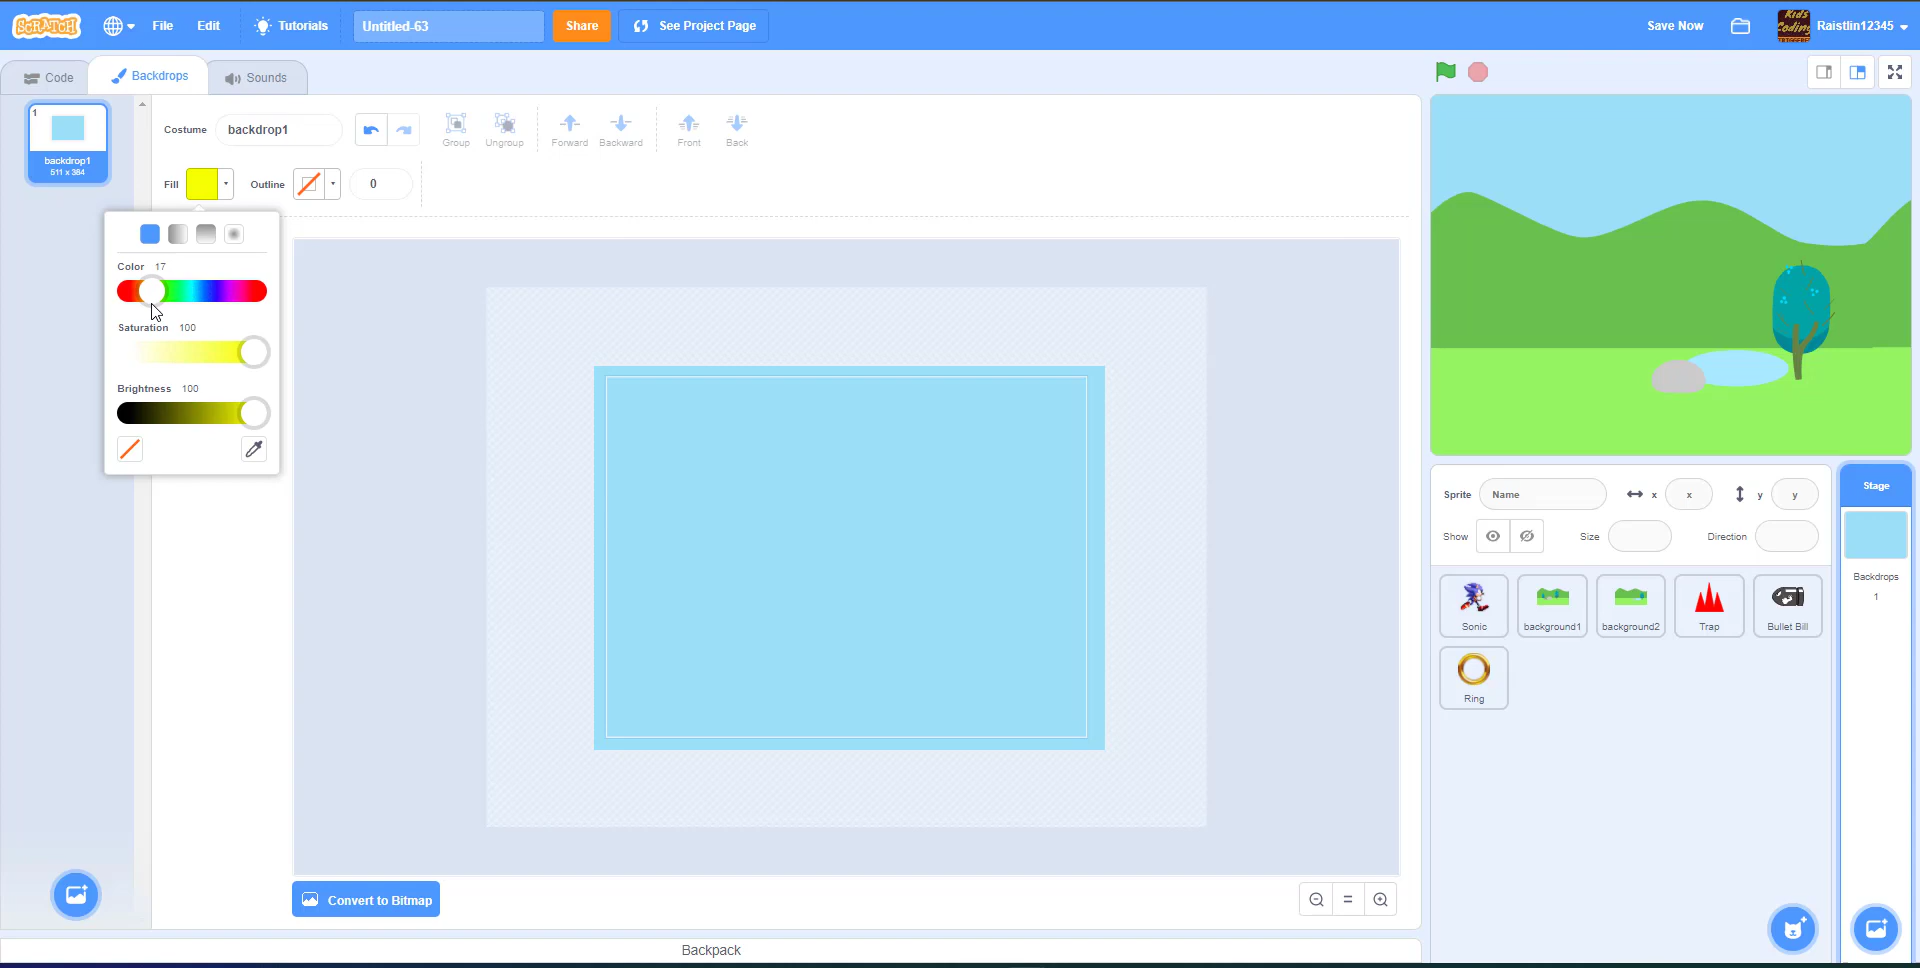 SCRATCH
File
Edit
Tutorials
Untitled-63
Share
See Project Page
Save Now
Kids
Coding
Raistlin12345
Code
Backdrops
Sounds
1
backdrop1
511 x 384
Costume
backdrop1
Group
Ungroup
Forward
Backward
Front
Back
Fill
Outline
0
Color 17
Saturation 100
Brightness 100
Convert to Bitmap
Backpack
Sprite
Name
x
x
y
y
Show
Size
Direction
Stage
Backdrops
1
Sonic
background1
background2
Trap
Bullet Bill
Ring